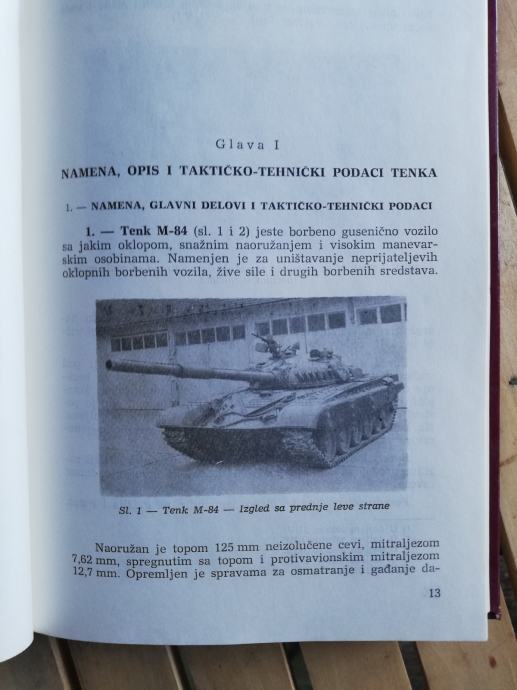 Glava I
NAMENA, OPIS I TAKTIČKO-TEHNIČKI PODACI TENKA
1. — NAMENA, GLAVNI DELOVI I TAKTIČKO-TEHNIČKI PODACI
1. — Tenk M-84 (sl. 1 i 2) jeste borbeno gusenično vozilo
sa jakim oklopom, snažnim naoružanjem i visokim manevar-
skim osobinama. Namenjen je za uništavanje neprijateljevih
oklopnih borbenih vozila, žive sile i drugih borbenih sredstava.
Sl. 1 — Tenk M-84 — Izgled sa prednje leve strane
Naoružan je topom 125 mm neizolučene cevi, mitraljezom
7,62 mm, spregnutim sa topom i protivavionskim mitraljezom
12,7 mm. Opremljen je spravama za osmatranje i gađanje da-
13